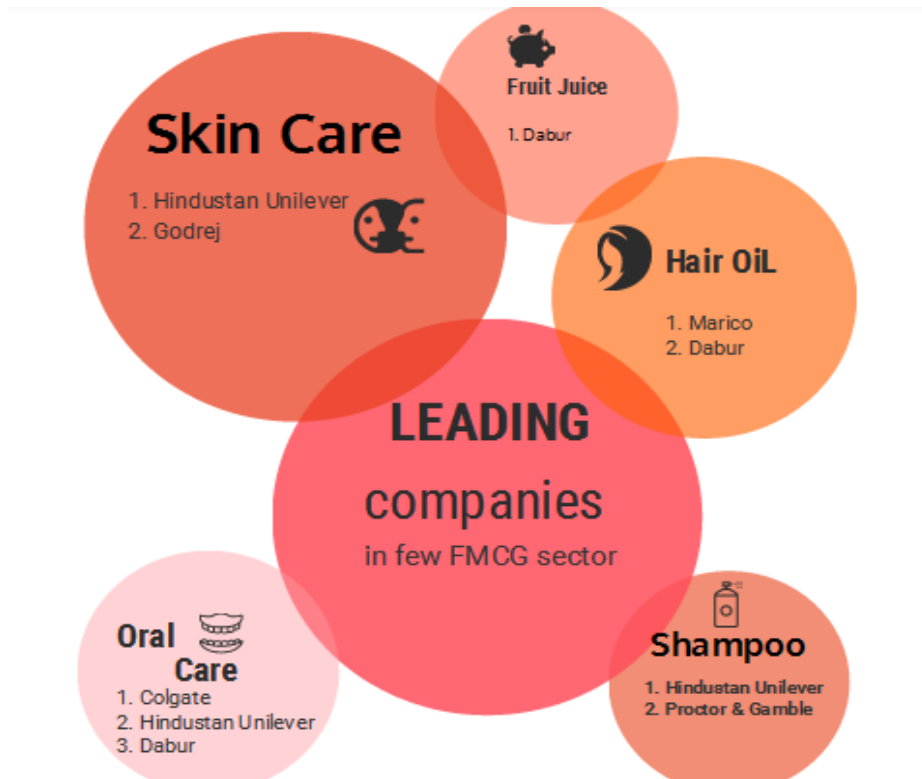 Skin Care
1. Hindustan Unilever
2. Godrej
Fruit Juice
1. Dabur
Hair OiL
1. Marico
2. Dabur
LEADING
companies
in few FMCG sector
Oral
Care
1. Colgate
2. Hindustan Unilever
3. Dabur
Shampoo
1. Hindustan Unilever
2. Proctor & Gamble